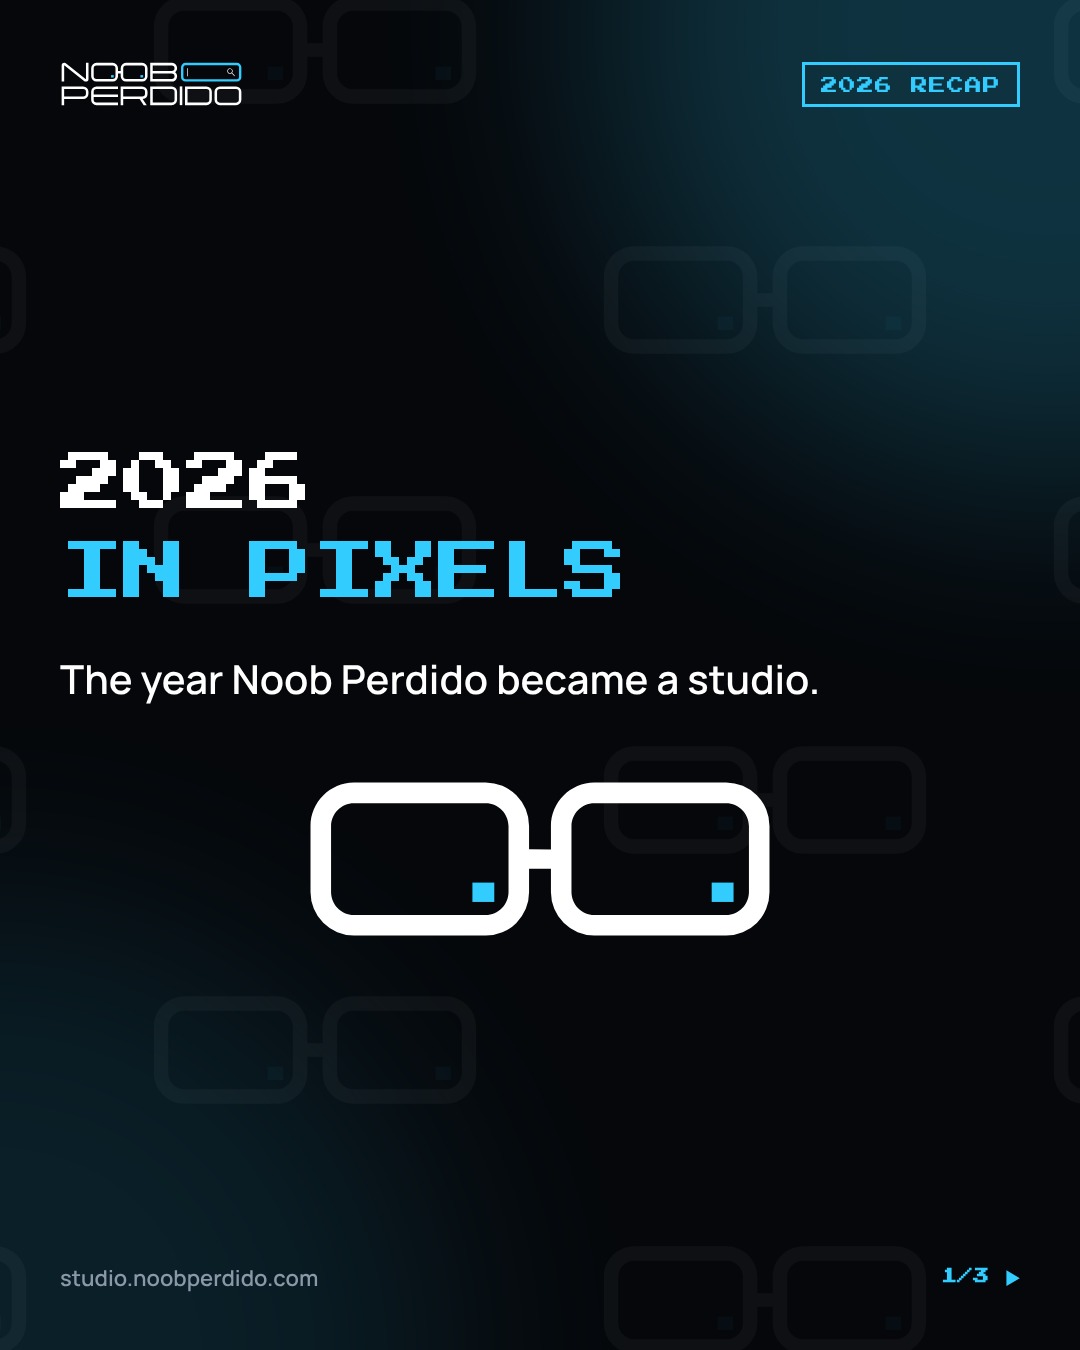 NOOB
PERDIDO
2026 RECAP
2026
IN PIXELS
The year Noob Perdido became a studio.
studio.noobperdido.com
1/3